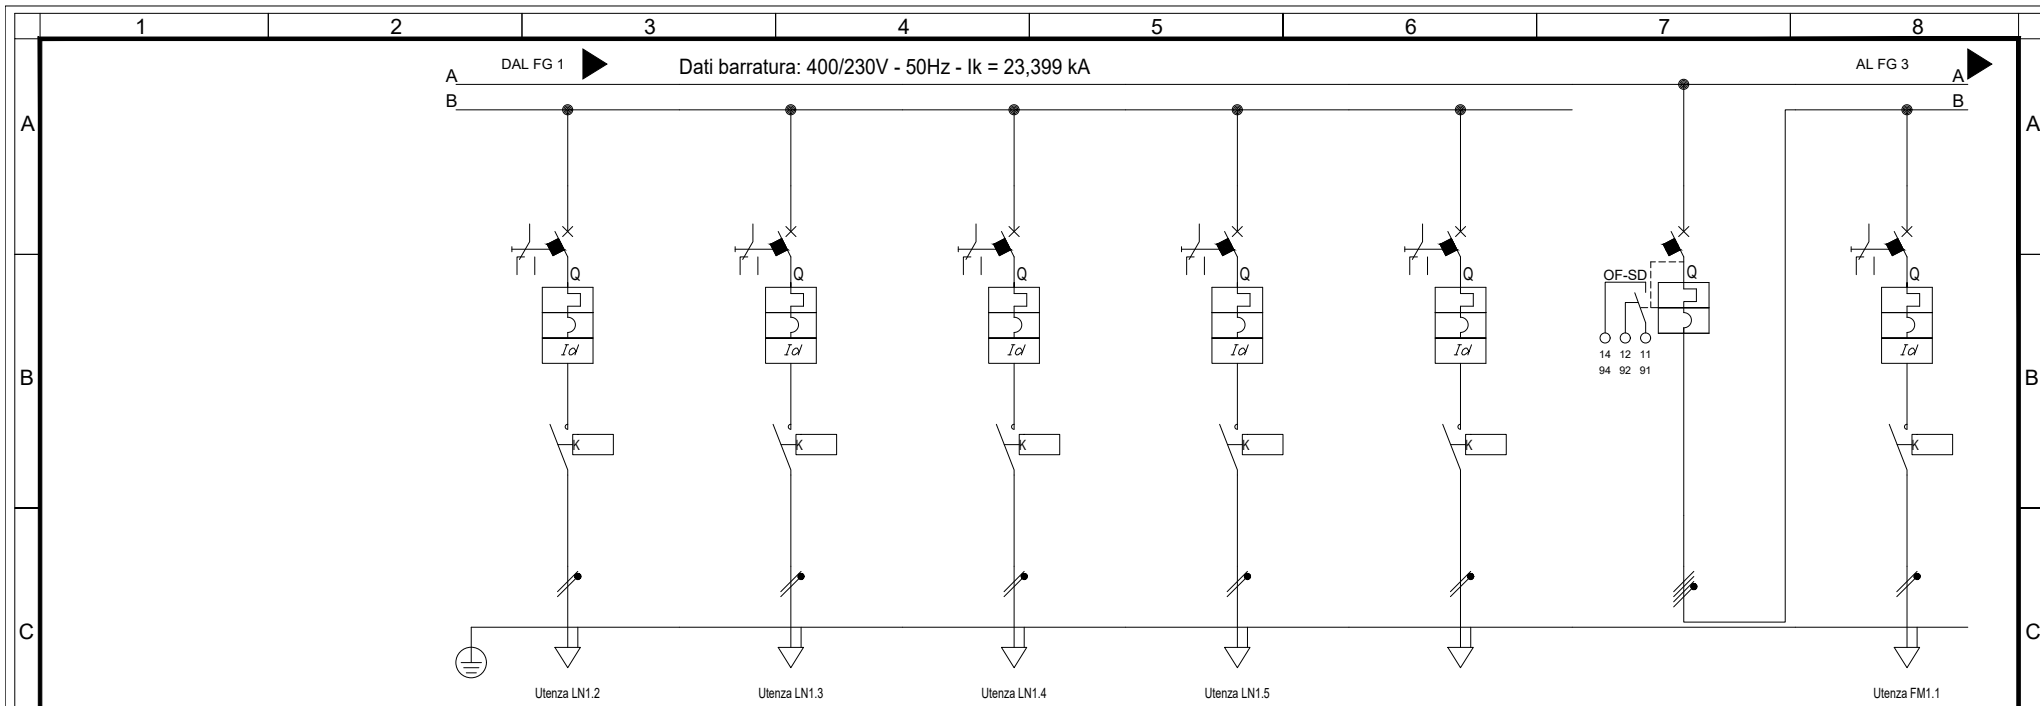 1 2 3 4 5 6 7 8
DAL FG 1 Dati barratura: 400/230V - 50Hz - Ik = 23,399 kA AL FG 3
A A
B B
A A
Q Q Q Q Q Q Q
OF-SD
Id Id Id Id Id Id
14 12 11
94 92 91
B B
K K K K K K
C C
Utenza LN1.2 Utenza LN1.3 Utenza LN1.4 Utenza LN1.5 Utenza FM1.1